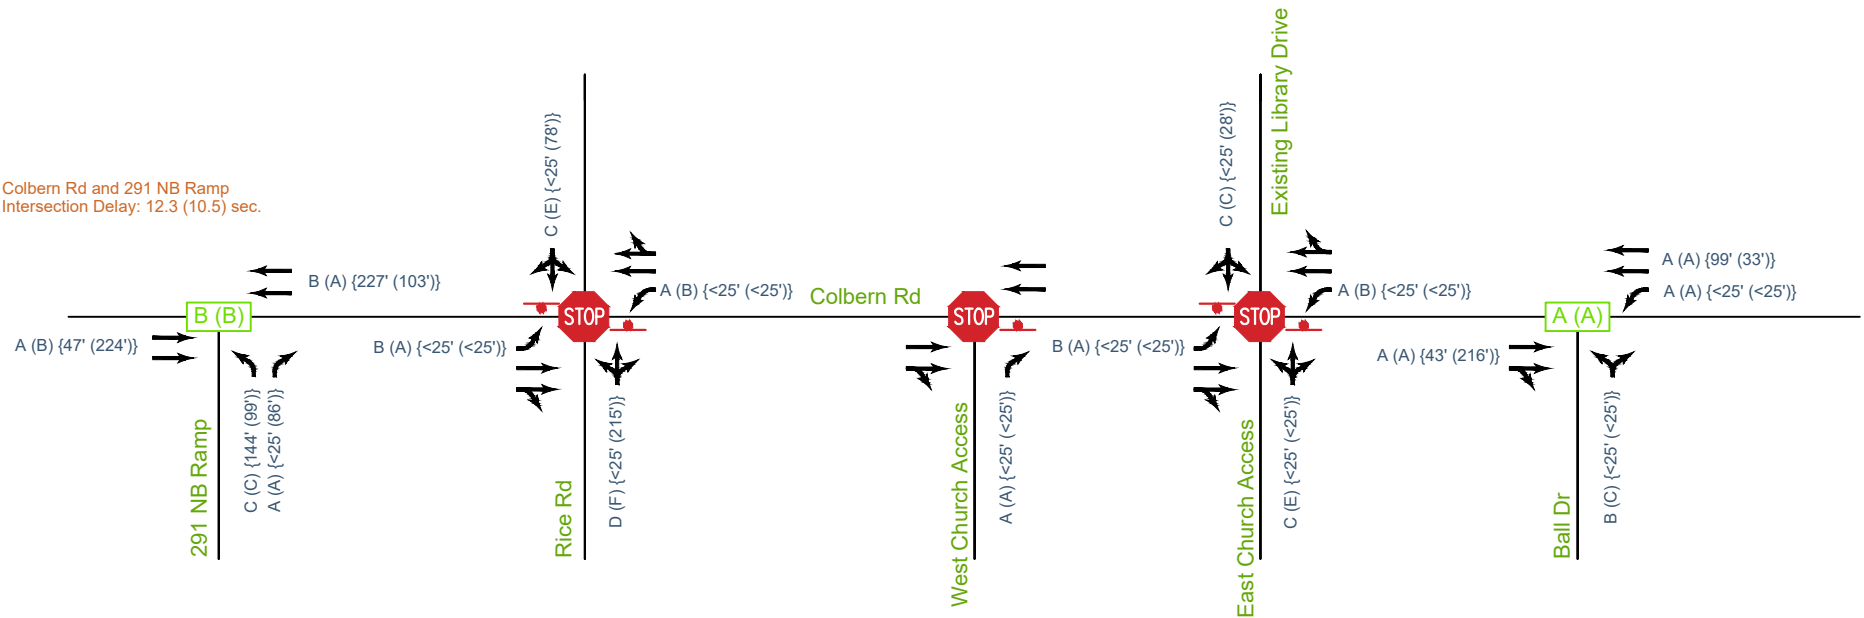 Existing Library Drive
C (E) {<25' (78')}
C (C) {<25' (28')}
Colbern Rd and 291 NB Ramp
Intersection Delay: 12.3 (10.5) sec.
B (A) {227' (103')}
A (B) {<25' (<25')}
Colbern Rd
A (B) {<25' (<25')}
A (A) {99' (33')}
A (A) {<25' (<25')}
B (B)
STOP
STOP
STOP
A (A)
A (B) {47' (224')}
B (A) {<25' (<25')}
B (A) {<25' (<25')}
A (A) {43' (216')}
291 NB Ramp
C (C) {144' (99')}
A (A) {<25' (86')}
Rice Rd
D (F) {<25' (215')}
West Church Access
A (A) {<25' (<25')}
East Church Access
C (E) {<25' (<25')}
Ball Dr
B (C) {<25' (<25')}